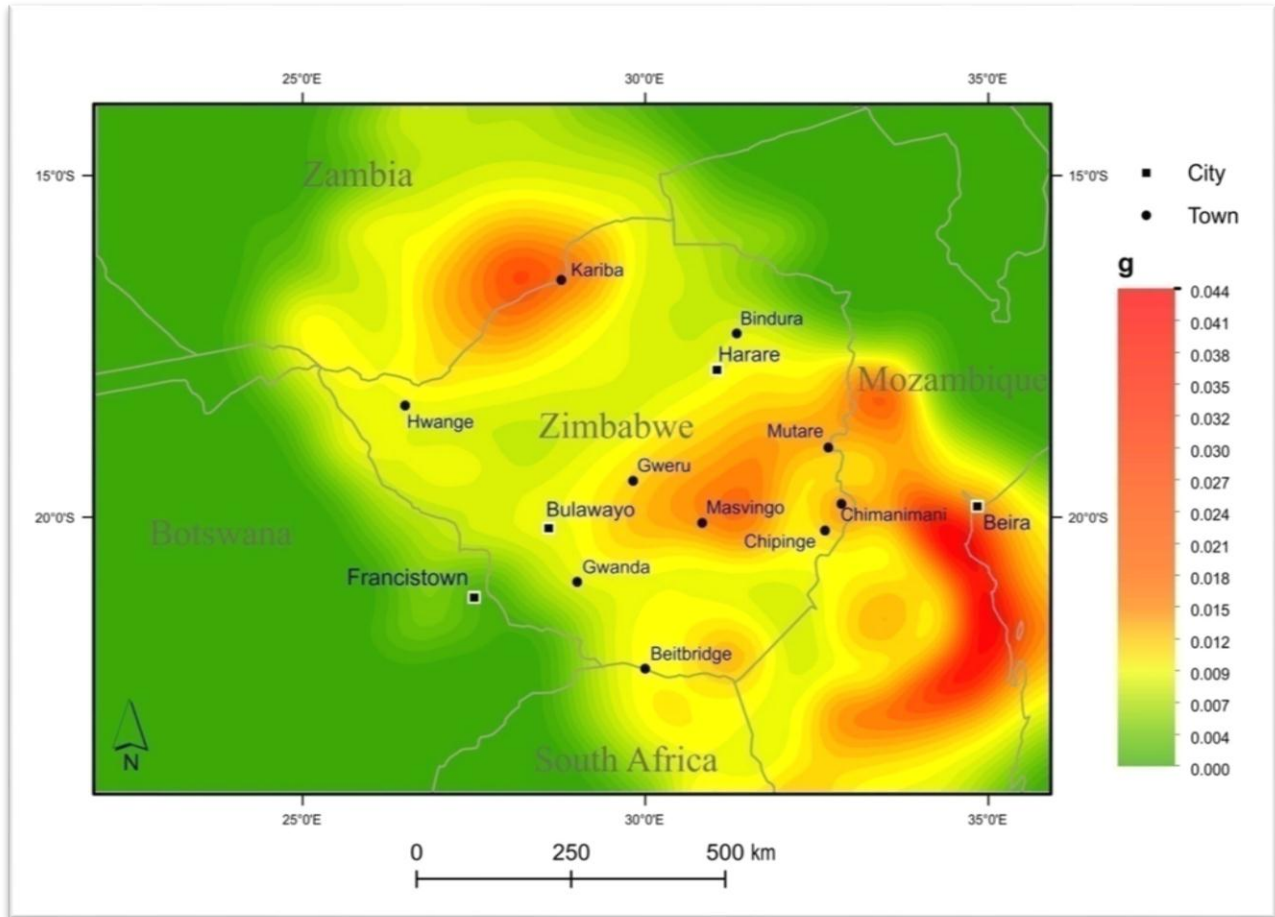 25°0'E 30°0'E 35°0'E
15°0'S 15°0'S
Zambia
City
Town
g
Kariba
0.044
0.041
0.038
0.035
0.032
0.030
0.027
0.024
0.021
0.018
0.015
0.012
0.009
0.007
0.004
0.000
Bindura
Harare
Mozambique
Hwange
Zimbabwe
Mutare
Gweru
Masvingo
Bulawayo
Chimanimani
Beira
20°0'S 20°0'S
Botswana
Chipinge
Gwanda
Francistown
Beitbridge
South Africa
N
25°0'E 30°0'E 35°0'E
0 250 500 km